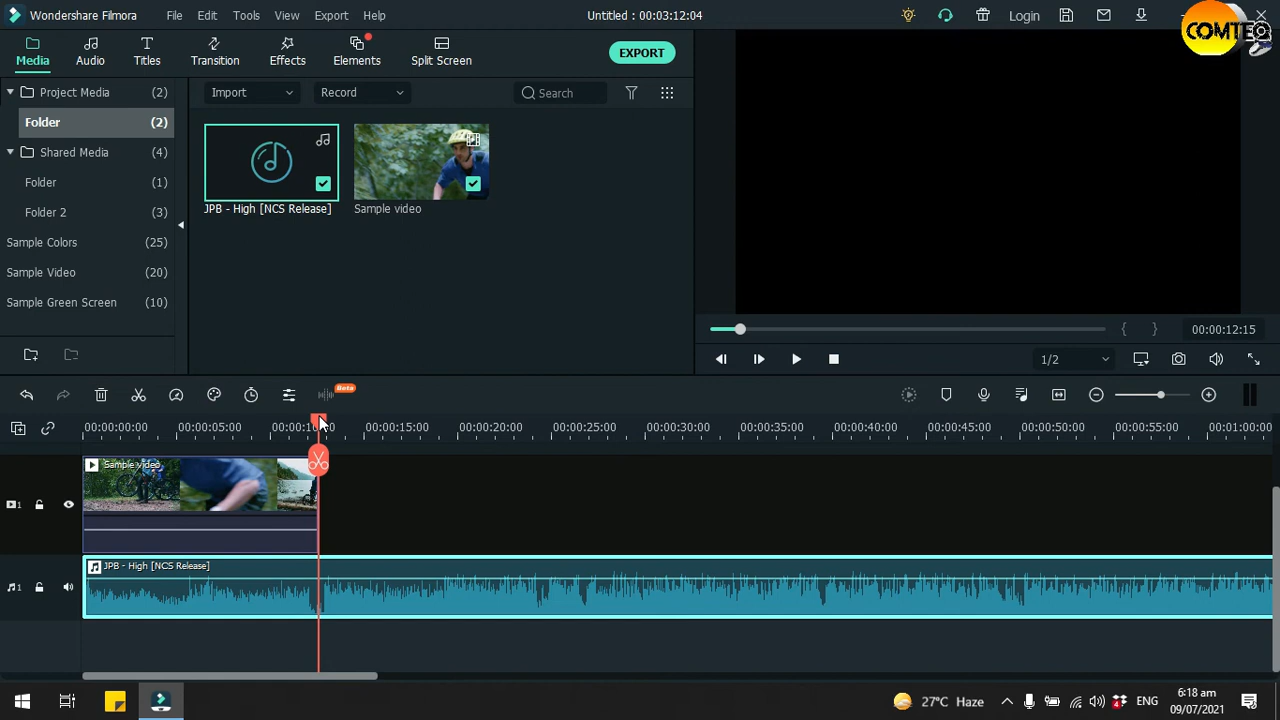 Wondershare Filmora
File
Edit
Tools
View
Export
Help
Untitled : 00:03:12:04
Login
COMTEQ
Media
Audio
Titles
Transition
Effects
Elements
Split Screen
EXPORT
Project Media (2)
Folder (2)
Shared Media (4)
Folder (1)
Folder 2 (3)
Sample Colors (25)
Sample Video (20)
Sample Green Screen (10)
Import
Record
Search
JPB - High [NCS Release]
Sample video
00:00:12:15
1/2
Beta
00:00:00:00
00:00:05:00
00:00:15:00
00:00:20:00
00:00:25:00
00:00:30:00
00:00:35:00
00:00:40:00
00:00:45:00
00:00:50:00
00:00:55:00
00:01:00:00
Sample video
1
JPB - High [NCS Release]
1
27°C Haze
ENG
6:18 am
09/07/2021